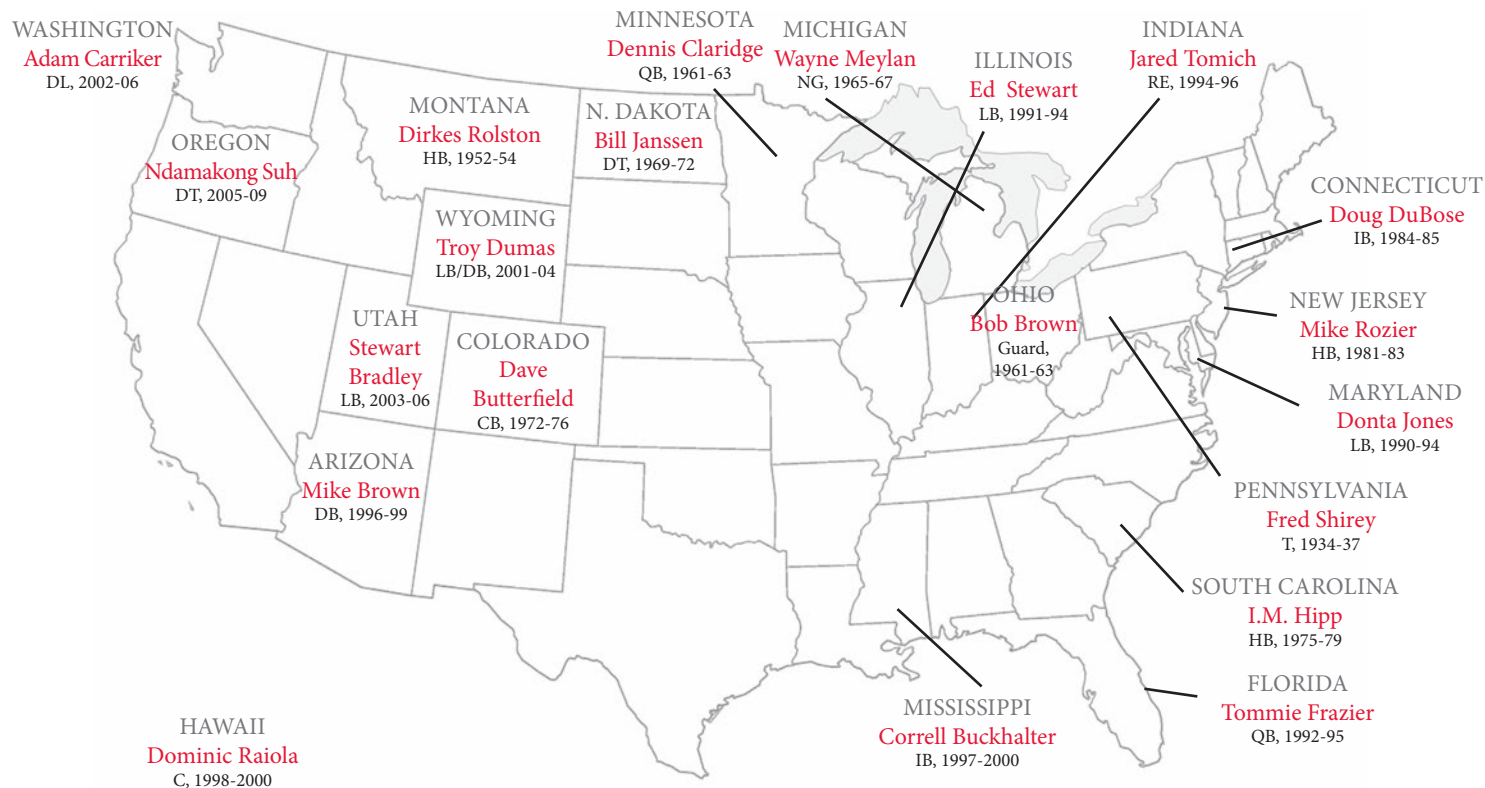 WASHINGTON
Adam Carriker
DL, 2002-06
MINNESOTA
Dennis Claridge
QB, 1961-63
MICHIGAN
Wayne Meylan
NG, 1965-67
ILLINOIS
Ed Stewart
LB, 1991-94
INDIANA
Jared Tomich
RE, 1994-96
MONTANA
Dirkes Rolston
HB, 1952-54
N. DAKOTA
Bill Janssen
DT, 1969-72
OREGON
Ndamakong Suh
DT, 2005-09
CONNECTICUT
Doug DuBose
IB, 1984-85
WYOMING
Troy Dumas
LB/DB, 2001-04
OHIO
Bob Brown
Guard,
1961-63
NEW JERSEY
Mike Rozier
HB, 1981-83
UTAH
Stewart
Bradley
LB, 2003-06
COLORADO
Dave
Butterfield
CB, 1972-76
MARYLAND
Donta Jones
LB, 1990-94
ARIZONA
Mike Brown
DB, 1996-99
PENNSYLVANIA
Fred Shirey
T, 1934-37
SOUTH CAROLINA
I.M. Hipp
HB, 1975-79
FLORIDA
Tommie Frazier
QB, 1992-95
MISSISSIPPI
Correll Buckhalter
IB, 1997-2000
HAWAII
Dominic Raiola
C, 1998-2000